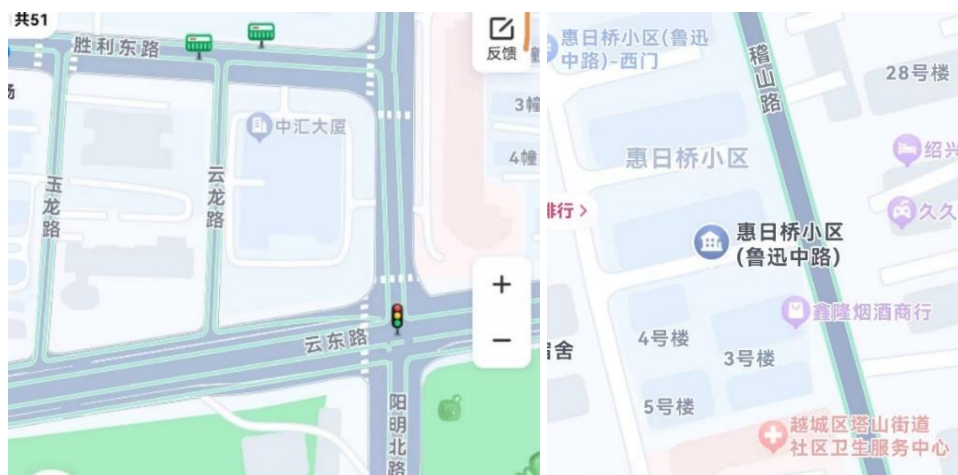 共51
胜利东路
反馈
中汇大厦
3幢
4幢
玉龙路
云龙路
云东路
阳明北路
惠日桥小区(鲁迅
中路)-西门
稽山路
28号楼
惠日桥小区
绍兴
排行 >
久久
惠日桥小区
(鲁迅中路)
鑫隆烟酒商行
4号楼
宿舍
3号楼
5号楼
越城区塔山街道
社区卫生服务中心